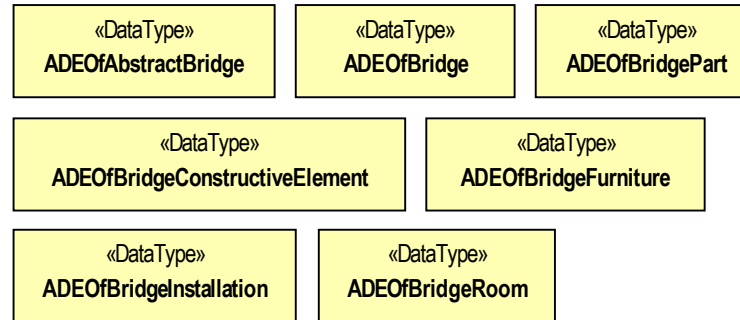 «DataType» «DataType» «DataType»
ADEOfAbstractBridge ADEOfBridge ADEOfBridgePart
«DataType» «DataType»
ADEOfBridgeConstructiveElement ADEOfBridgeFurniture
«DataType» «DataType»
ADEOfBridgeInstallation ADEOfBridgeRoom